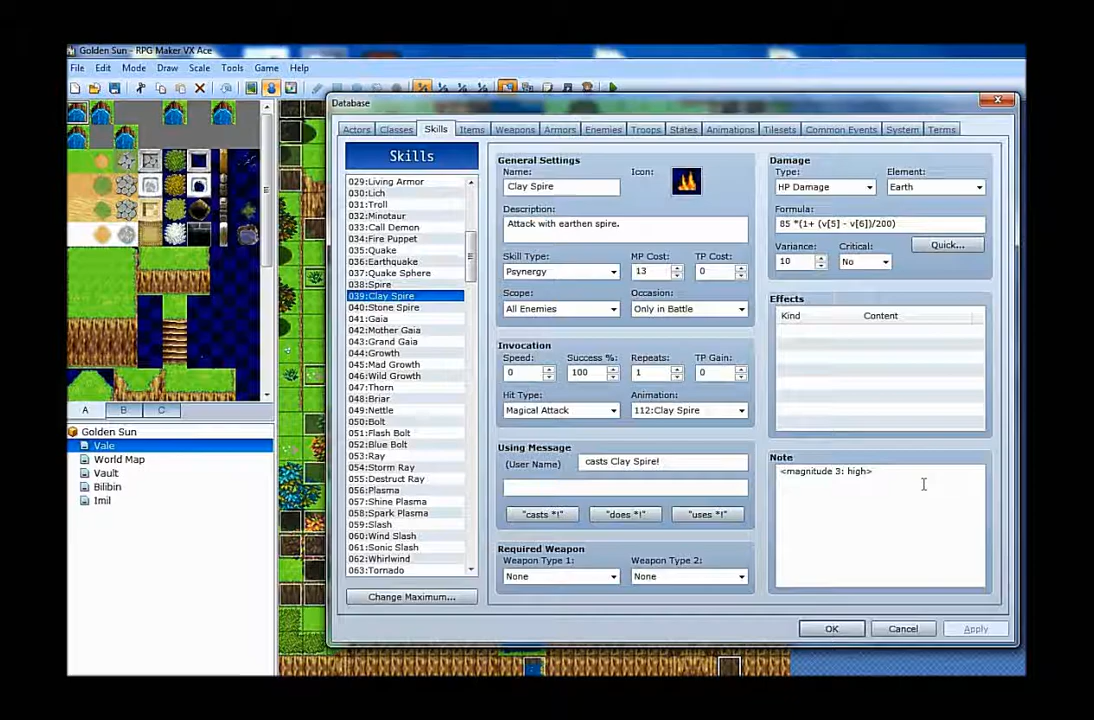 Golden Sun - RPG Maker VX Ace
File Edit Mode Draw Scale Tools Game Help
Database
Actors Classes Skills Items Weapons Armors Enemies Troops States Animations Tilesets Common Events System Terms
Skills
029:Living Armor
030:Lich
031:Troll
032:Minotaur
033:Call Demon
034:Fire Puppet
035:Quake
036:Earthquake
037:Quake Sphere
038:Spire
039:Clay Spire
040:Stone Spire
041:Gaia
042:Mother Gaia
043:Grand Gaia
044:Growth
045:Mad Growth
046:Wild Growth
047:Thorn
048:Briar
049:Nettle
050:Bolt
051:Flash Bolt
052:Blue Bolt
053:Ray
054:Storm Ray
055:Destruct Ray
056:Plasma
057:Shine Plasma
058:Spark Plasma
059:Slash
060:Wind Slash
061:Sonic Slash
062:Whirlwind
063:Tornado
Change Maximum...
General Settings
Name: Icon:
Clay Spire
Description:
Attack with earthen spire.
Skill Type: MP Cost: TP Cost:
Psynergy 13 0
Scope: Occasion:
All Enemies Only in Battle
Invocation
Speed: Success %: Repeats: TP Gain:
0 100 1 0
Hit Type: Animation:
Magical Attack 112:Clay Spire
Using Message
(User Name) casts Clay Spire!
"casts *!" "does *!" "uses *!"
Required Weapon
Weapon Type 1: Weapon Type 2:
None None
Damage
Type: Element:
HP Damage Earth
Formula:
85 *(1+ (v[5] - v[6])/200)
Variance: Critical: Quick...
10 No
Effects
Kind Content
Note
<magnitude 3: high>
OK Cancel Apply
A B C
Golden Sun
Vale
World Map
Vault
Bilibin
Imil